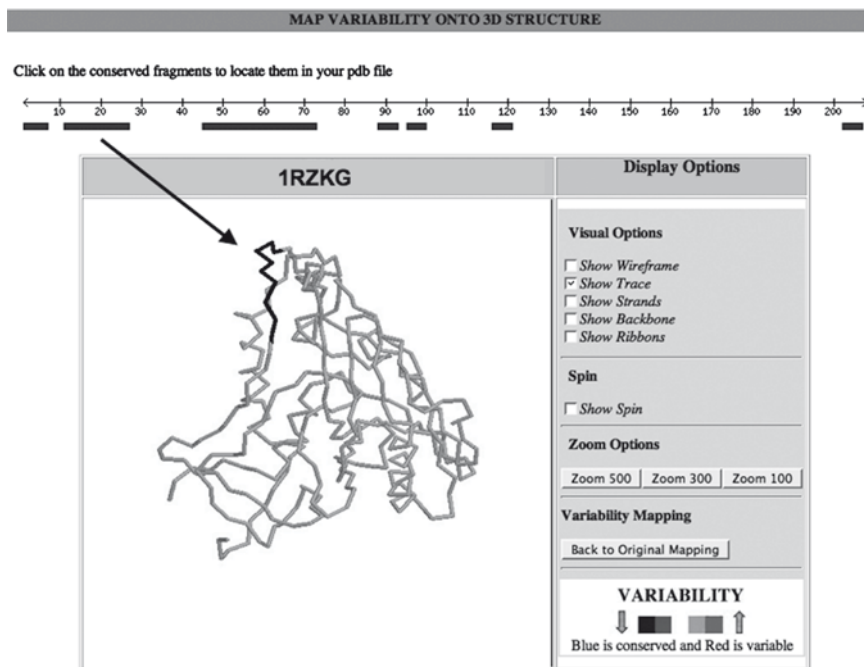 MAP VARIABILITY ONTO 3D STRUCTURE
Click on the conserved fragments to locate them in your pdb file
10 20 30 40 50 60 70 80 90 100 110 120 130 140 150 160 170 180 190 200
1RZKG
Display Options
Visual Options
Show Wireframe
Show Trace
Show Strands
Show Backbone
Show Ribbons
Spin
Show Spin
Zoom Options
Zoom 500 Zoom 300 Zoom 100
Variability Mapping
Back to Original Mapping
VARIABILITY
Blue is conserved and Red is variable